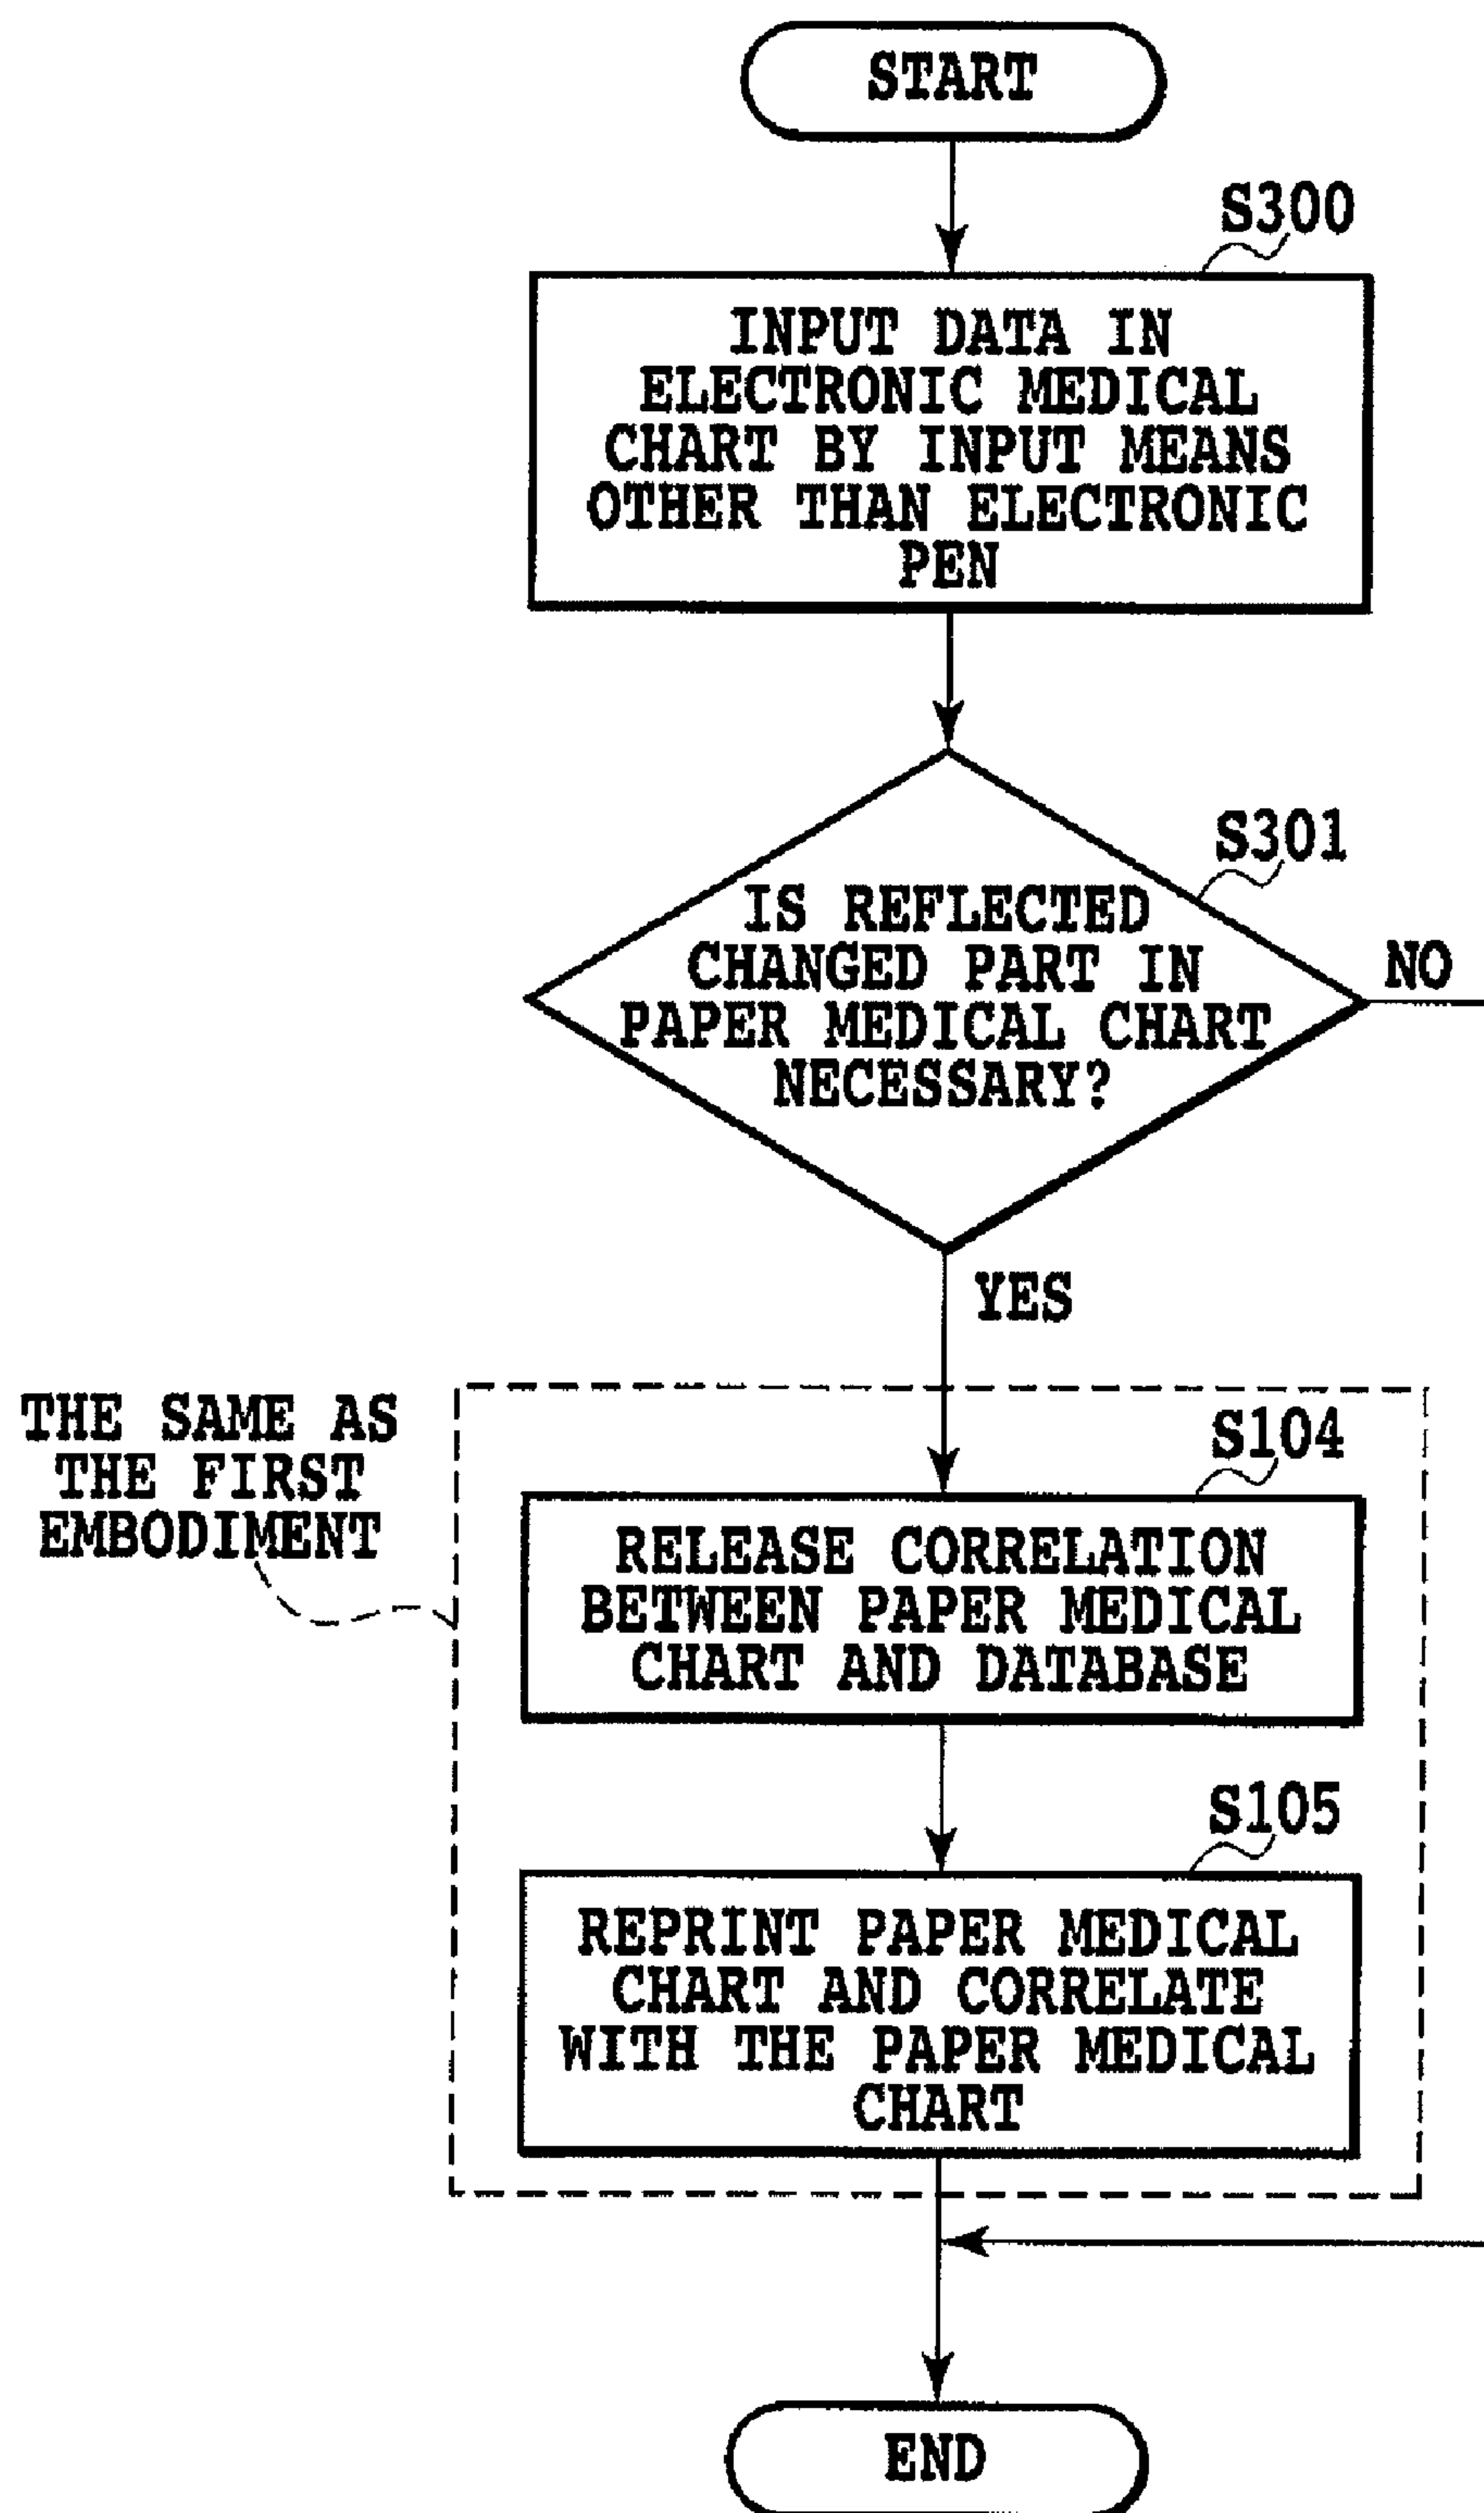 START
S300
INPUT DATA IN
ELECTRONIC MEDICAL
CHART BY INPUT MEANS
OTHER THAN ELECTRONIC
PEN
S301
IS REFLECTED
CHANGED PART IN
PAPER MEDICAL CHART
NECESSARY?
NO
YES
THE SAME AS
THE FIRST
EMBODIMENT
S104
RELEASE CORRELATION
BETWEEN PAPER MEDICAL
CHART AND DATABASE
S105
REPRINT PAPER MEDICAL
CHART AND CORRELATE
WITH THE PAPER MEDICAL
CHART
END